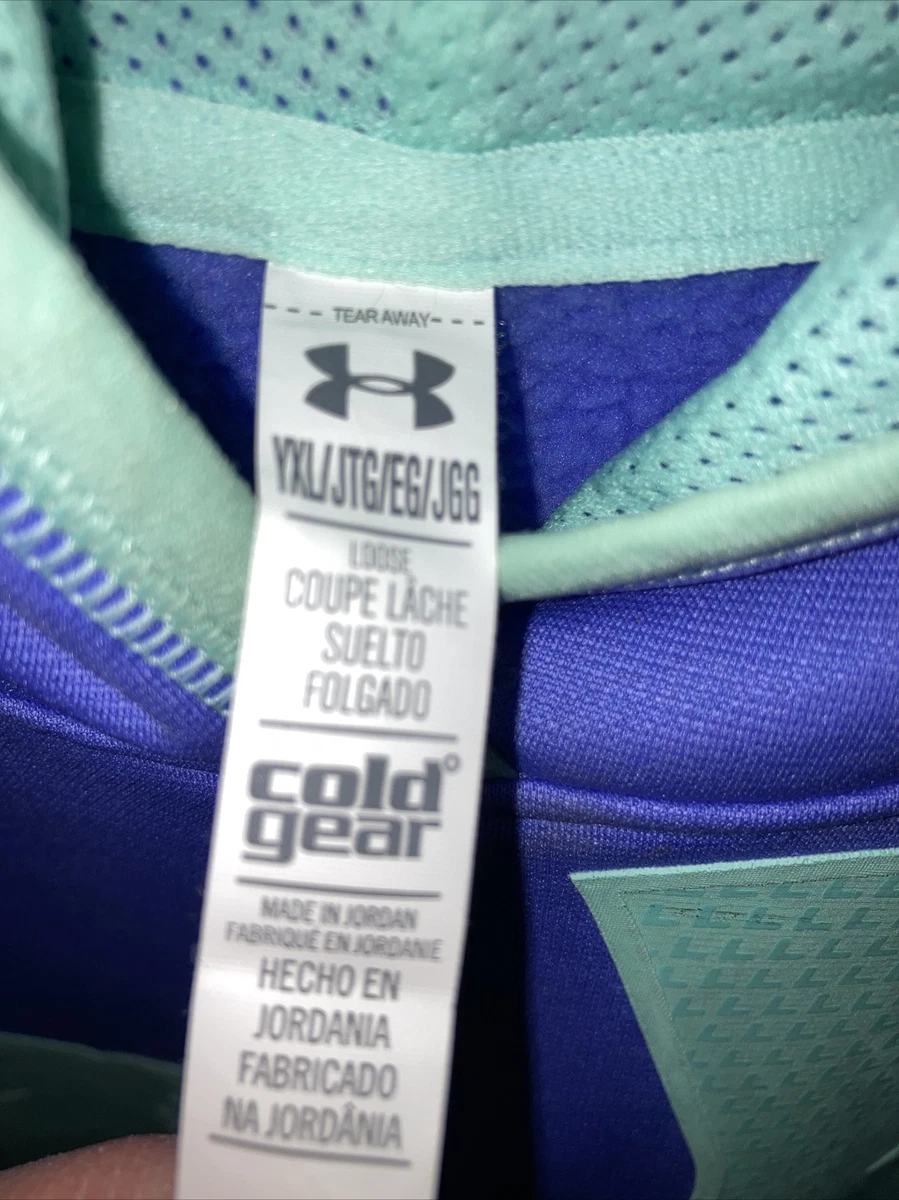 TEAR AWAY
YXL/JTG/EG/JGG
LOOSE
COUPE LÂCHE
SUELTO
FOLGADO
cold
gear
MADE IN JORDAN
FABRIQUÉ EN JORDANIE
HECHO EN
JORDANIA
FABRICADO
NA JORDÂNIA